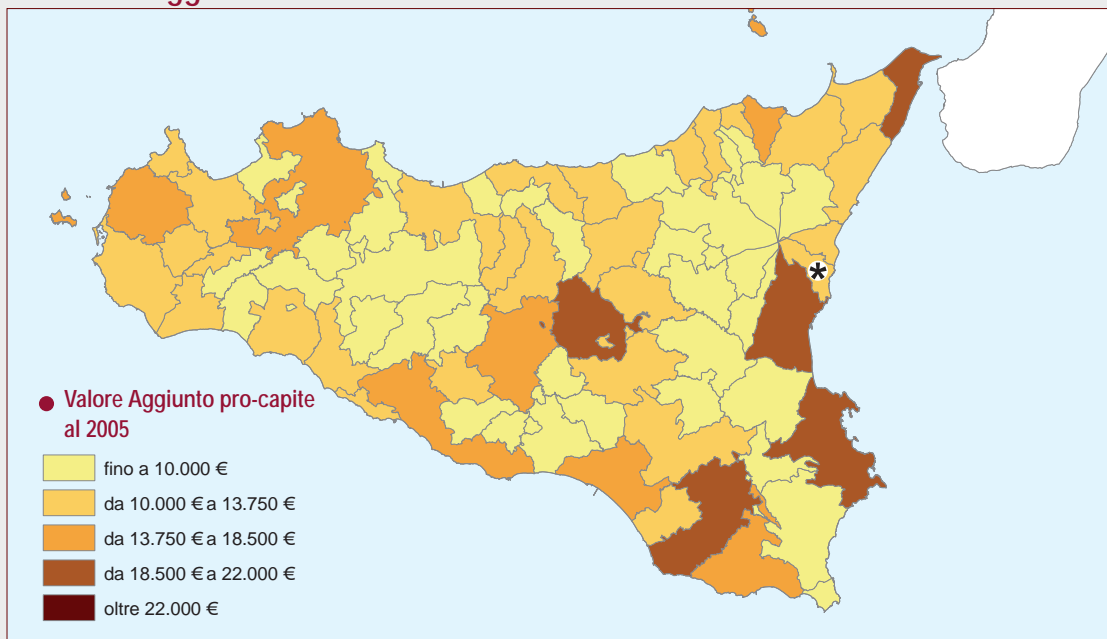 Valore Aggiunto pro-capite
al 2005
fino a 10.000 €
da 10.000 € a 13.750 €
da 13.750 € a 18.500 €
da 18.500 € a 22.000 €
oltre 22.000 €
*